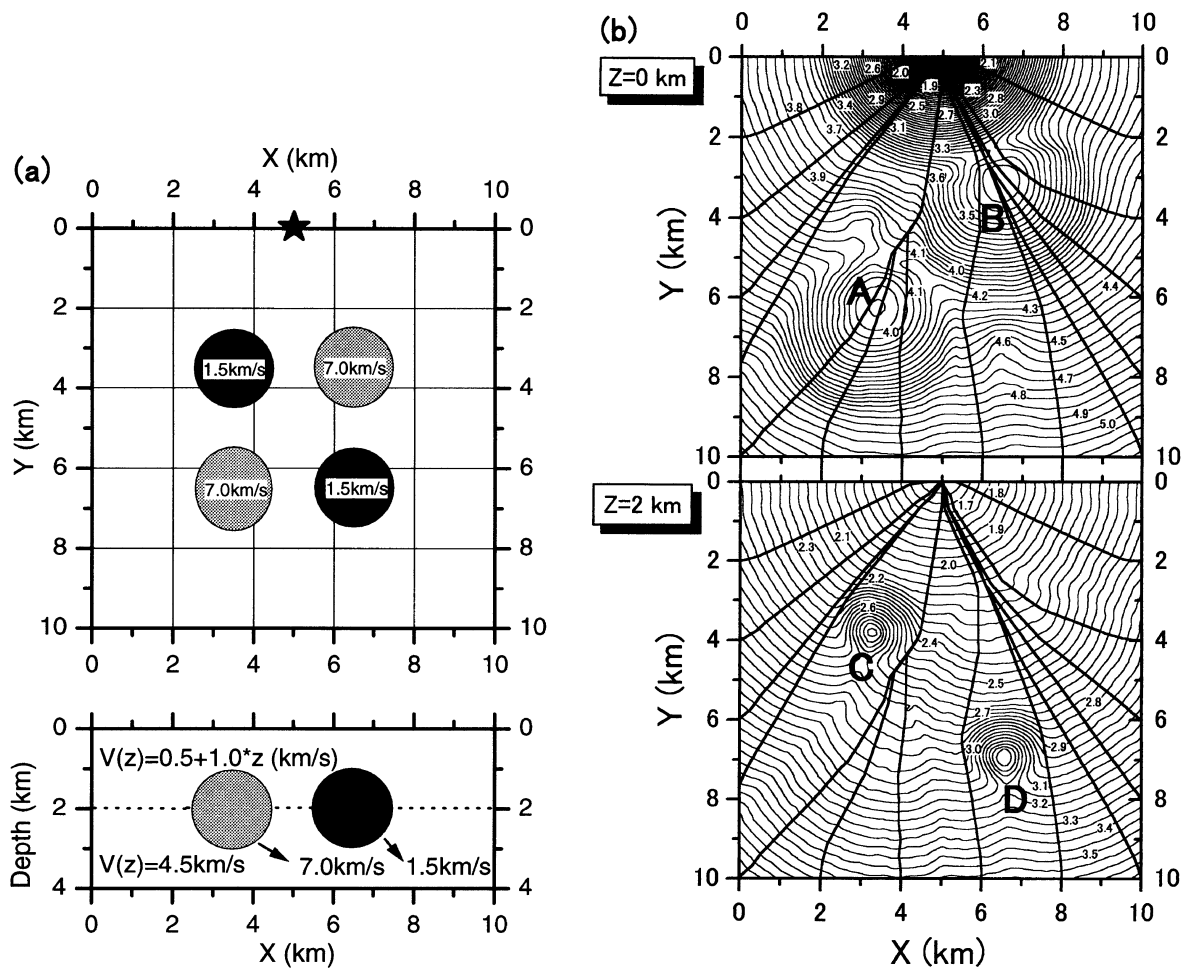 (a)
X (km)
0 2 4 6 8 10
0 0
2 2
4 4
6 6
8 8
10 10
Y (km)
1.5km/s 7.0km/s
7.0km/s 1.5km/s
0 2 4 6 8 10
0 0
V(z)=0.5+1.0*z (km/s)
2 2
V(z)=4.5km/s 7.0km/s 1.5km/s
4 4
Depth (km)
0 2 4 6 8 10
X (km)
(b)
0 2 4 6 8 10
Z=0 km
0 0
3.2 2.6 2.0 2.1
1.9 2.3
3.4 2.9 2.5 2.7 2.8
3.8 3.0
3.7 3.1
2 2
3.3
3.9 3.6
3.5 B
4 4
4.1
4.0
A 4.1 4.2 4.4
6 6
4.3
4.0 4.6 4.5
8 8
4.7
4.8
4.9
5.0
10 10
Y (km)
Z=2 km
0 0
1.8
1.7
1.9
2.3 2.1
2 2
2.0
2.2
2.6
4 4
2.4
C
2.5
2.7 2.8
6 6
3.0 2.9
3.1
8 D 3.2 8
3.3 3.4
3.5
10 10
Y (km)
0 2 4 6 8 10
X (km)